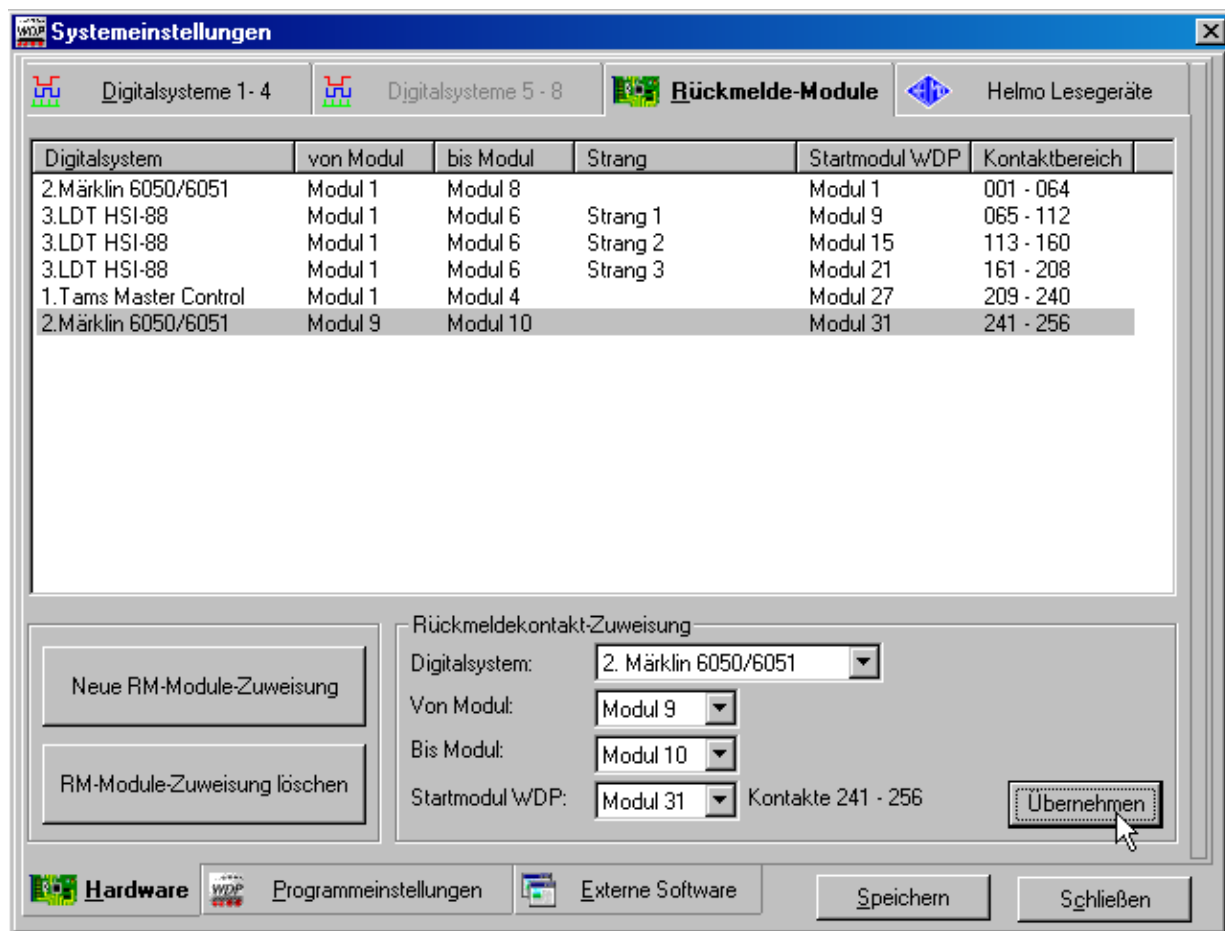 WDP Systemeinstellungen
Digitalsysteme 1- 4 Digitalsysteme 5 - 8 Rückmelde-Module Helmo Lesegeräte
Digitalsystem von Modul bis Modul Strang Startmodul WDP Kontaktbereich
2.Märklin 6050/6051 Modul 1 Modul 8 Modul 1 001 - 064
3.LDT HSI-88 Modul 1 Modul 6 Strang 1 Modul 9 065 - 112
3.LDT HSI-88 Modul 1 Modul 6 Strang 2 Modul 15 113 - 160
3.LDT HSI-88 Modul 1 Modul 6 Strang 3 Modul 21 161 - 208
1.Tams Master Control Modul 1 Modul 4 Modul 27 209 - 240
2.Märklin 6050/6051 Modul 9 Modul 10 Modul 31 241 - 256
Neue RM-Module-Zuweisung
RM-Module-Zuweisung löschen
Rückmeldekontakt-Zuweisung
Digitalsystem: 2. Märklin 6050/6051
Von Modul: Modul 9
Bis Modul: Modul 10
Startmodul WDP: Modul 31 Kontakte 241 - 256
Übernehmen
Hardware WDP Programmeinstellungen Externe Software
Speichern Schließen